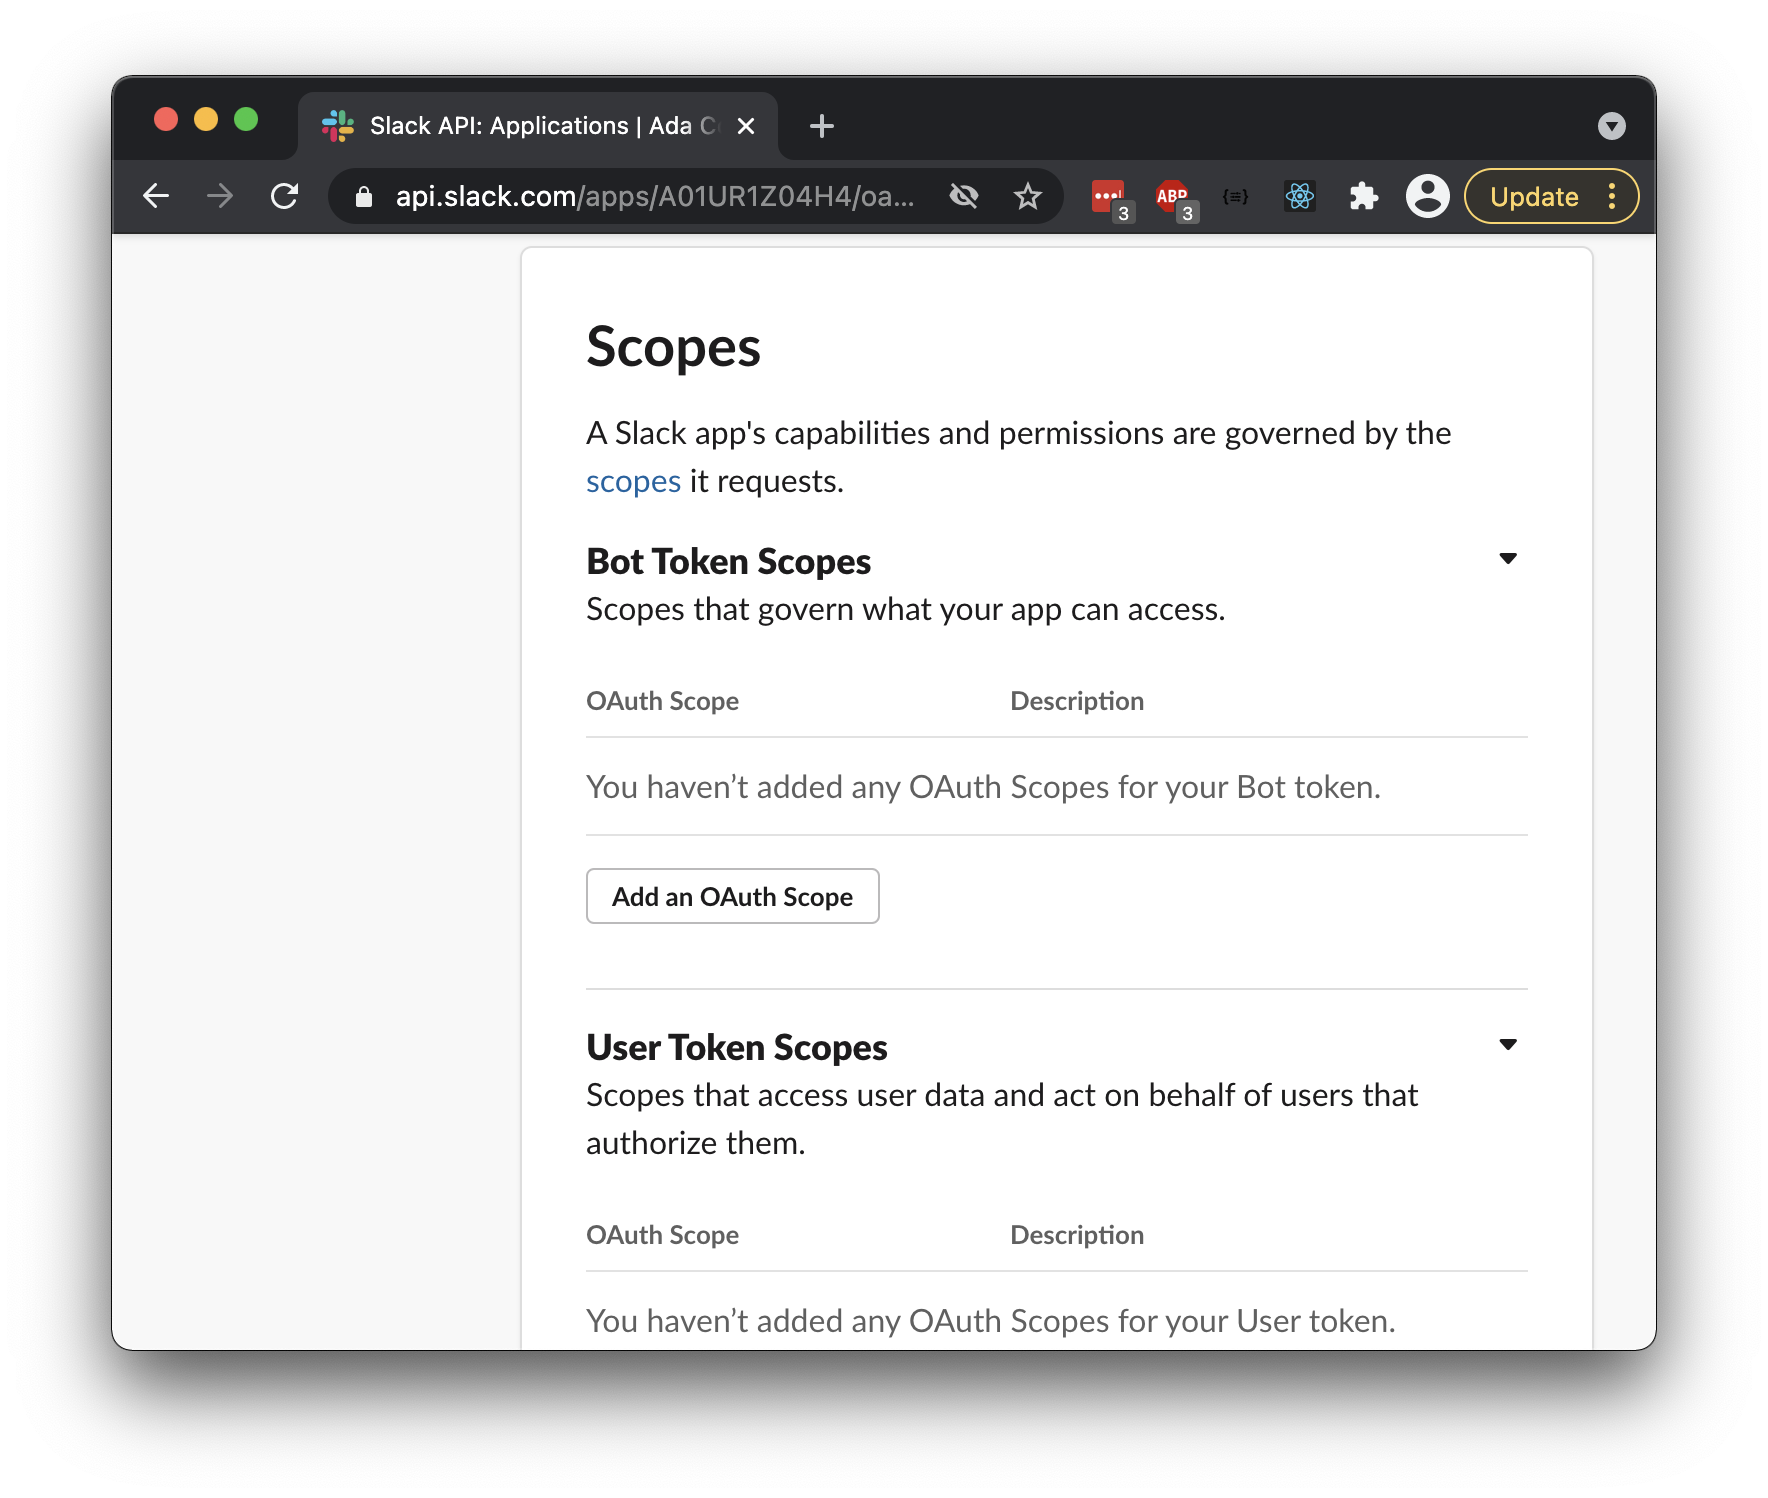 Slack API: Applications | Ada C
api.slack.com/apps/A01UR1Z04H4/oa...
3
ABP
3
{≡}
Update
Scopes
A Slack app's capabilities and permissions are governed by the
scopes it requests.
Bot Token Scopes
Scopes that govern what your app can access.
OAuth Scope Description
You haven’t added any OAuth Scopes for your Bot token.
Add an OAuth Scope
User Token Scopes
Scopes that access user data and act on behalf of users that
authorize them.
OAuth Scope Description
You haven’t added any OAuth Scopes for your User token.